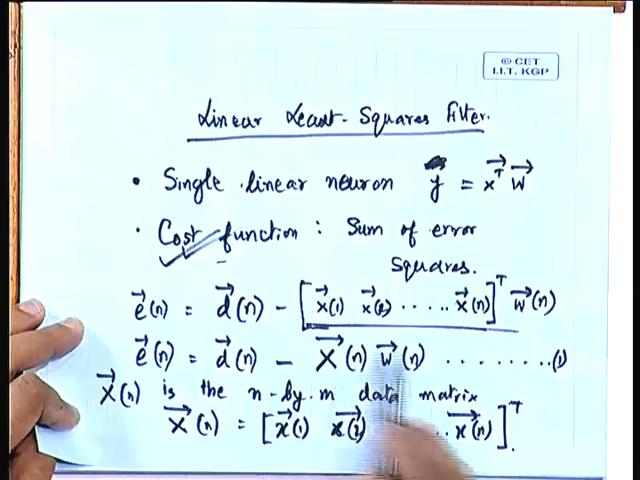 © CET
I.I.T. KGP
Linear Least-Squares Filter.
• Single linear neuron y⃗ = x⃗ᵀ w⃗
• Cost function : Sum of error
Squares.
e⃗(n) = d⃗(n) − [x⃗(1) x⃗(2) ..... x⃗(n)]ᵀ w⃗(n)
e⃗(n) = d⃗(n) − X⃗(n) w⃗(n) ........(1)
X⃗(n) is the n-by-m data matrix
X⃗(n) = [x⃗(1) x⃗(2) .. x⃗(n)]ᵀ.